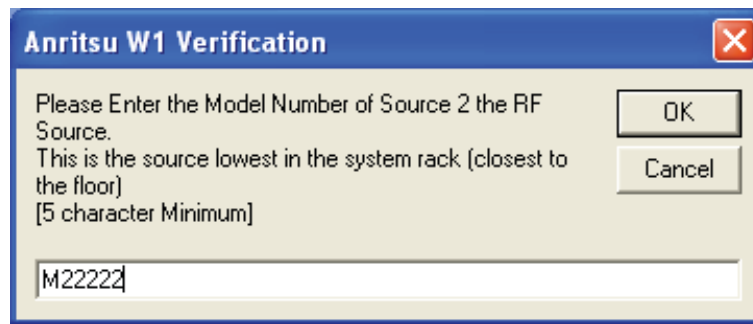 Anritsu W1 Verification
Please Enter the Model Number of Source 2 the RF
Source.
This is the source lowest in the system rack (closest to
the floor)
[5 character Minimum]
OK
Cancel
M22222